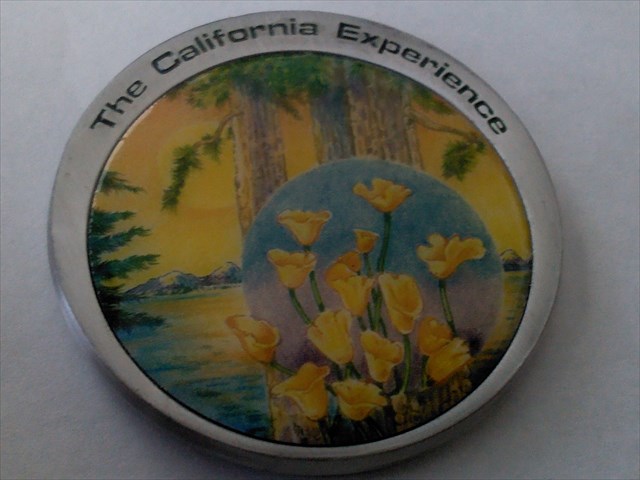 The California Experience